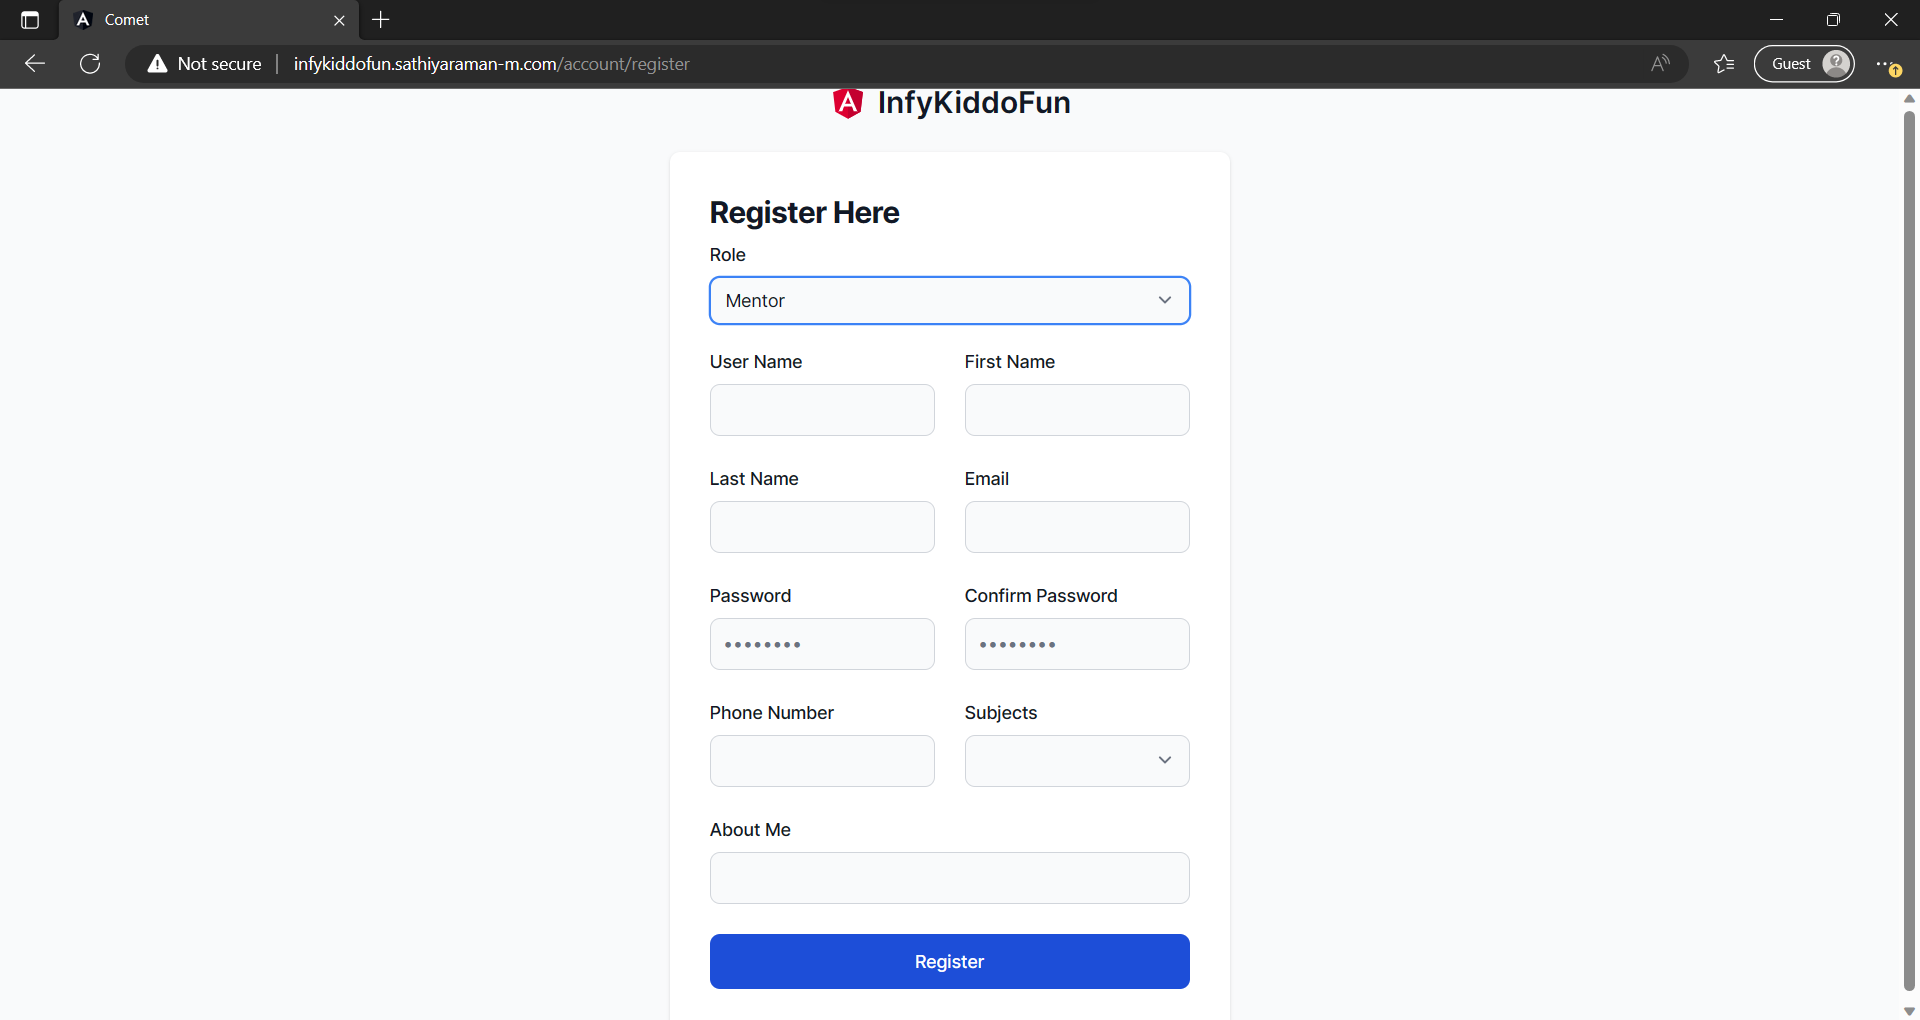 Comet
Not secure
infykiddofun.sathiyaraman-m.com/account/register
Guest
InfyKiddoFun
Register Here
Role
Mentor
User Name
First Name
Last Name
Email
Password
Confirm Password
••••••••
••••••••
Phone Number
Subjects
About Me
Register